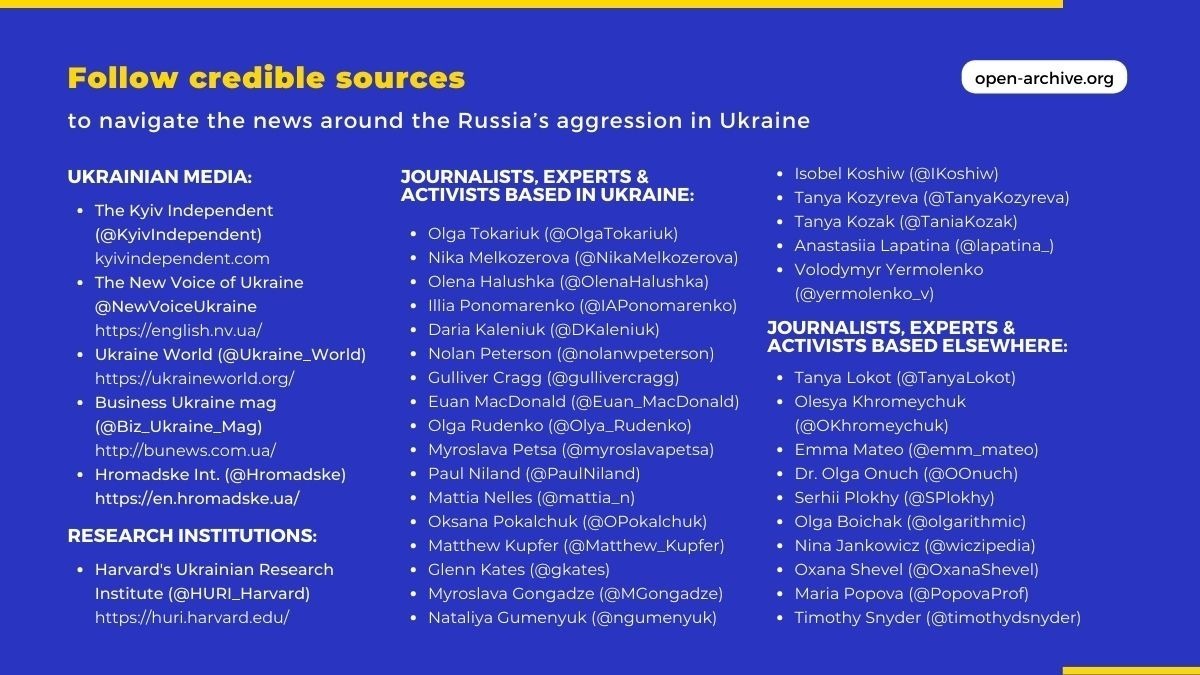 Follow credible sources
open-archive.org
to navigate the news around the Russia’s aggression in Ukraine
UKRAINIAN MEDIA:
• The Kyiv Independent
(@KyivIndependent)
kyivindependent.com
• The New Voice of Ukraine
@NewVoiceUkraine
https://english.nv.ua/
• Ukraine World (@Ukraine_World)
https://ukraineworld.org/
• Business Ukraine mag
(@Biz_Ukraine_Mag)
http://bunews.com.ua/
• Hromadske Int. (@Hromadske)
https://en.hromadske.ua/
RESEARCH INSTITUTIONS:
• Harvard's Ukrainian Research
Institute (@HURI_Harvard)
https://huri.harvard.edu/
JOURNALISTS, EXPERTS &
ACTIVISTS BASED IN UKRAINE:
• Olga Tokariuk (@OlgaTokariuk)
• Nika Melkozerova (@NikaMelkozerova)
• Olena Halushka (@OlenaHalushka)
• Illia Ponomarenko (@IAPonomarenko)
• Daria Kaleniuk (@DKaleniuk)
• Nolan Peterson (@nolanwpeterson)
• Gulliver Cragg (@gullivercragg)
• Euan MacDonald (@Euan_MacDonald)
• Olga Rudenko (@Olya_Rudenko)
• Myroslava Petsa (@myroslavapetsa)
• Paul Niland (@PaulNiland)
• Mattia Nelles (@mattia_n)
• Oksana Pokalchuk (@OPokalchuk)
• Matthew Kupfer (@Matthew_Kupfer)
• Glenn Kates (@gkates)
• Myroslava Gongadze (@MGongadze)
• Nataliya Gumenyuk (@ngumenyuk)
• Isobel Koshiw (@IKoshiw)
• Tanya Kozyreva (@TanyaKozyreva)
• Tanya Kozak (@TaniaKozak)
• Anastasiia Lapatina (@lapatina_)
• Volodymyr Yermolenko
(@yermolenko_v)
JOURNALISTS, EXPERTS &
ACTIVISTS BASED ELSEWHERE:
• Tanya Lokot (@TanyaLokot)
• Olesya Khromeychuk
(@OKhromeychuk)
• Emma Mateo (@emm_mateo)
• Dr. Olga Onuch (@OOnuch)
• Serhii Plokhy (@SPlokhy)
• Olga Boichak (@olgarithmic)
• Nina Jankowicz (@wiczipedia)
• Oxana Shevel (@OxanaShevel)
• Maria Popova (@PopovaProf)
• Timothy Snyder (@timothydsnyder)